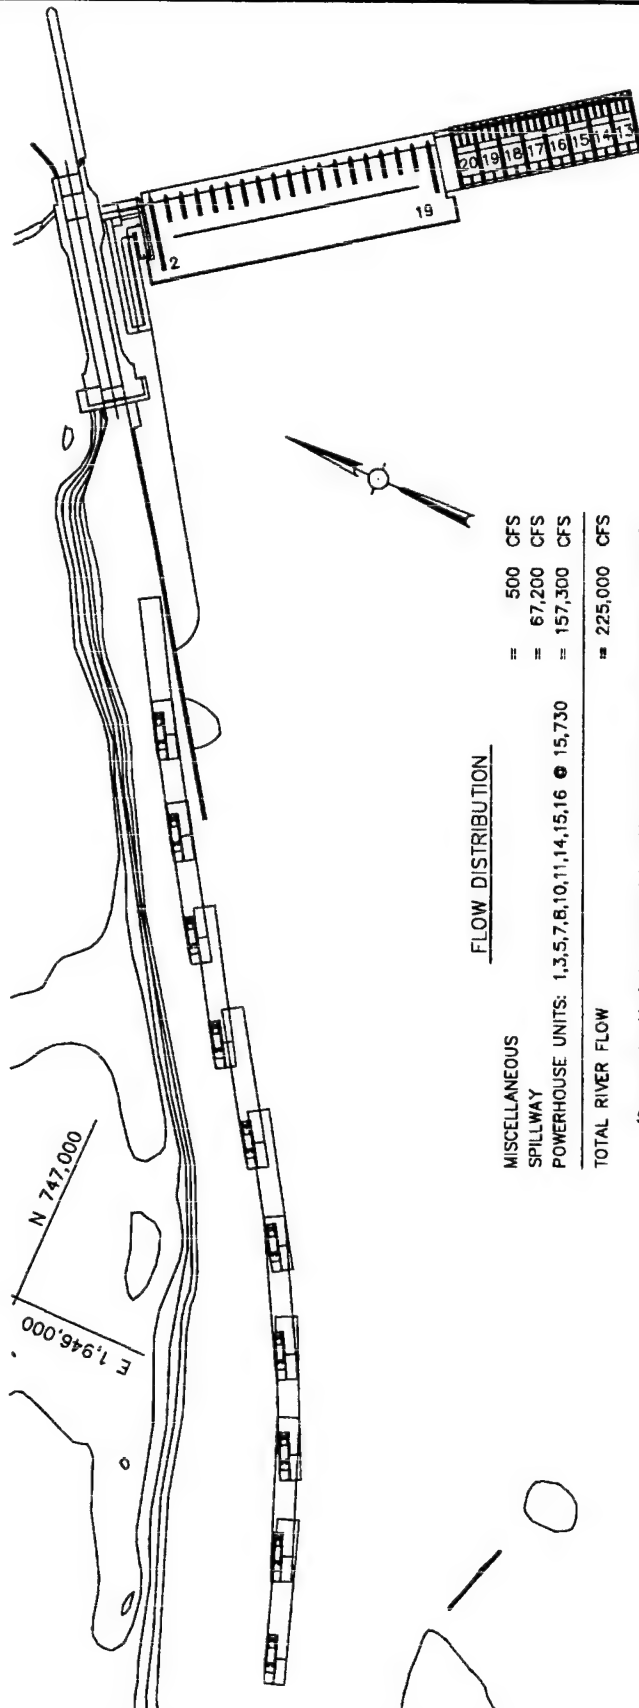 2
19
20 19 18 17 16 15 14 13
N 747,000
E 1,946,000
FLOW DISTRIBUTION
MISCELLANEOUS = 500 CFS
SPILLWAY = 67,200 CFS
POWERHOUSE UNITS: 1,3,5,7,8,10,11,14,15,16 @ 15,730 = 157,300 CFS
TOTAL RIVER FLOW = 225,000 CFS